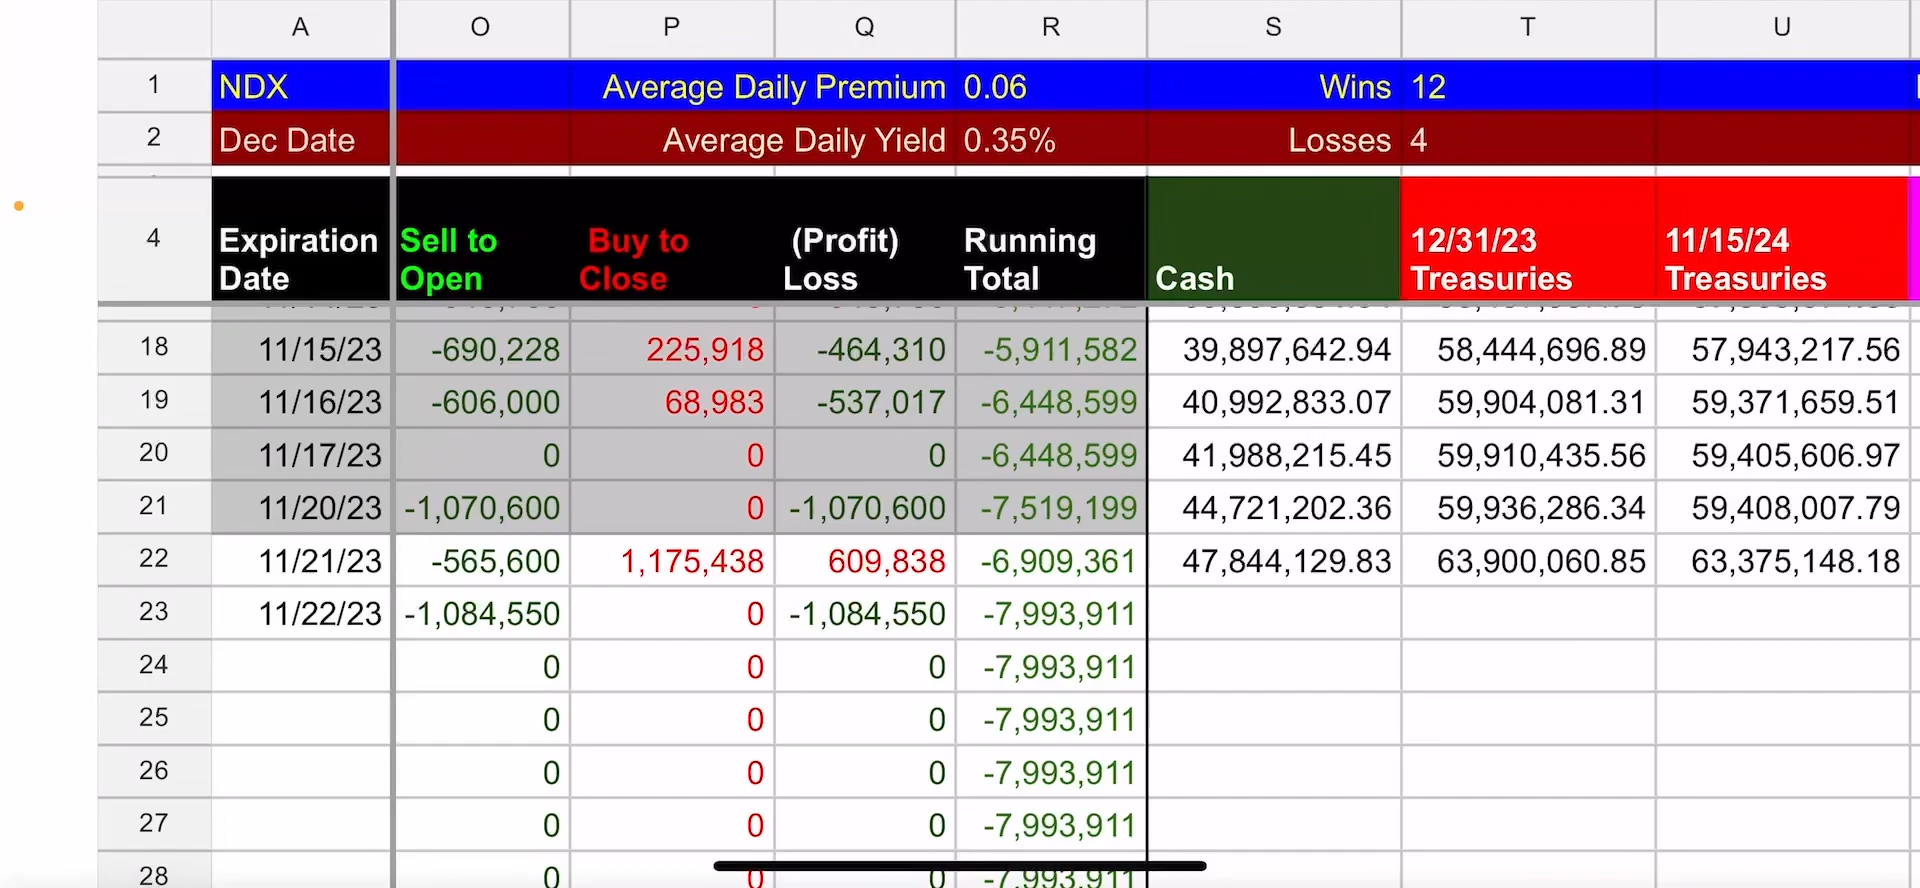 A O P Q R S T U
1 NDX Average Daily Premium 0.06 Wins 12
2 Dec Date Average Daily Yield 0.35% Losses 4
4 Expiration Date Sell to Open Buy to Close (Profit) Loss Running Total Cash 12/31/23 Treasuries 11/15/24 Treasuries
18 11/15/23 -690,228 225,918 -464,310 -5,911,582 39,897,642.94 58,444,696.89 57,943,217.56
19 11/16/23 -606,000 68,983 -537,017 -6,448,599 40,992,833.07 59,904,081.31 59,371,659.51
20 11/17/23 0 0 0 -6,448,599 41,988,215.45 59,910,435.56 59,405,606.97
21 11/20/23 -1,070,600 0 -1,070,600 -7,519,199 44,721,202.36 59,936,286.34 59,408,007.79
22 11/21/23 -565,600 1,175,438 609,838 -6,909,361 47,844,129.83 63,900,060.85 63,375,148.18
23 11/22/23 -1,084,550 0 -1,084,550 -7,993,911
24 0 0 0 -7,993,911
25 0 0 0 -7,993,911
26 0 0 0 -7,993,911
27 0 0 0 -7,993,911
28 0 0 0 -7,993,911